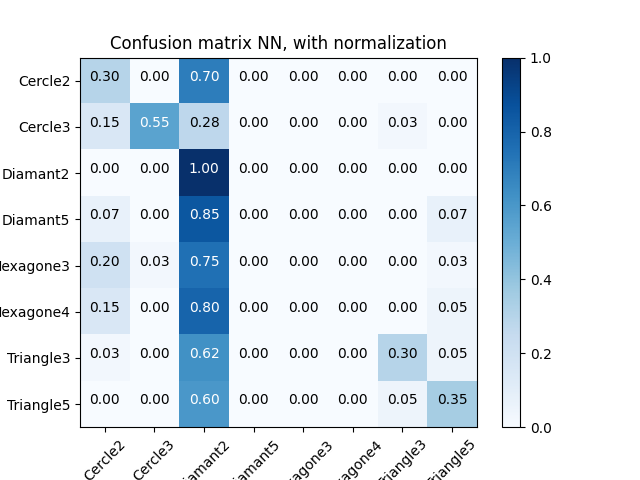 Confusion matrix NN, with normalization
Cercle2 0.30 0.00 0.70 0.00 0.00 0.00 0.00 0.00
Cercle3 0.15 0.55 0.28 0.00 0.00 0.00 0.03 0.00
Diamant2 0.00 0.00 1.00 0.00 0.00 0.00 0.00 0.00
Diamant5 0.07 0.00 0.85 0.00 0.00 0.00 0.00 0.07
exagone3 0.20 0.03 0.75 0.00 0.00 0.00 0.00 0.03
exagone4 0.15 0.00 0.80 0.00 0.00 0.00 0.00 0.05
Triangle3 0.03 0.00 0.62 0.00 0.00 0.00 0.30 0.05
Triangle5 0.00 0.00 0.60 0.00 0.00 0.00 0.05 0.35
Cercle2 Cercle3 iamant2 iamant5 agone3 agone4 riangle3 riangle5
1.0
0.8
0.6
0.4
0.2
0.0